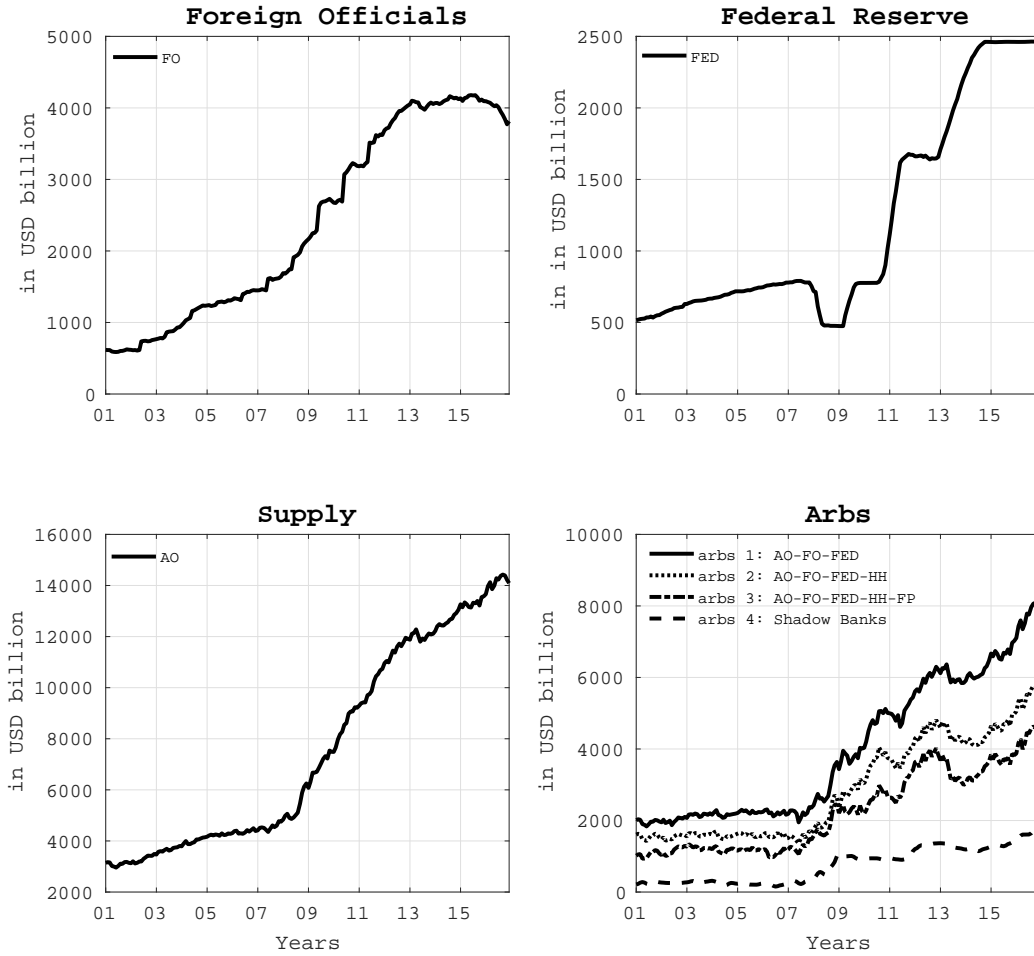 Foreign Officials
5000
4000
3000
2000
1000
0
in USD billion
FO
01 03 05 07 09 11 13 15
Federal Reserve
2500
2000
1500
1000
500
0
in in USD billion
FED
01 03 05 07 09 11 13 15
Supply
16000
14000
12000
10000
8000
6000
4000
2000
in USD billion
AO
01 03 05 07 09 11 13 15
Years
Arbs
10000
8000
6000
4000
2000
0
in USD billion
arbs 1: AO-FO-FED
arbs 2: AO-FO-FED-HH
arbs 3: AO-FO-FED-HH-FP
arbs 4: Shadow Banks
01 03 05 07 09 11 13 15
Years